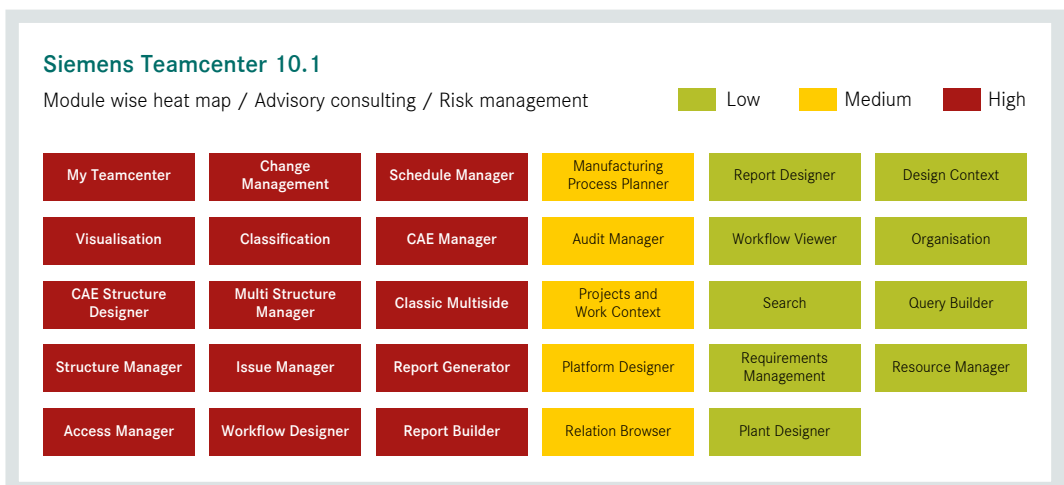 Siemens Teamcenter 10.1
Module wise heat map / Advisory consulting / Risk management
Low
Medium
High
My Teamcenter
Change
Management
Schedule Manager
Manufacturing
Process Planner
Report Designer
Design Context
Visualisation
Classification
CAE Manager
Audit Manager
Workflow Viewer
Organisation
CAE Structure
Designer
Multi Structure
Manager
Classic Multiside
Projects and
Work Context
Search
Query Builder
Structure Manager
Issue Manager
Report Generator
Platform Designer
Requirements
Management
Resource Manager
Access Manager
Workflow Designer
Report Builder
Relation Browser
Plant Designer